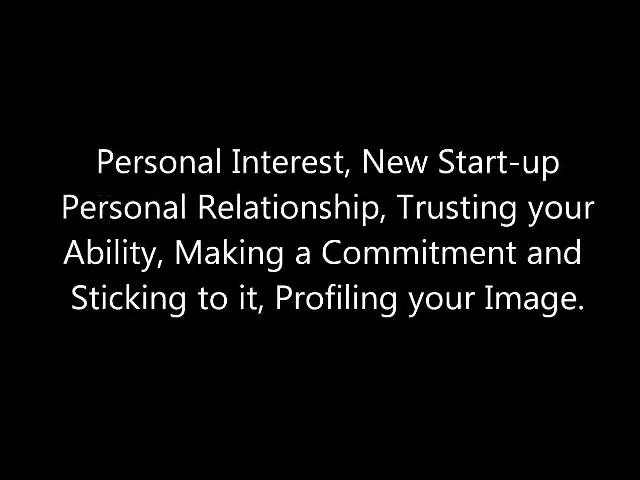 Personal Interest, New Start-up
Personal Relationship, Trusting your
Ability, Making a Commitment and
Sticking to it, Profiling your Image.